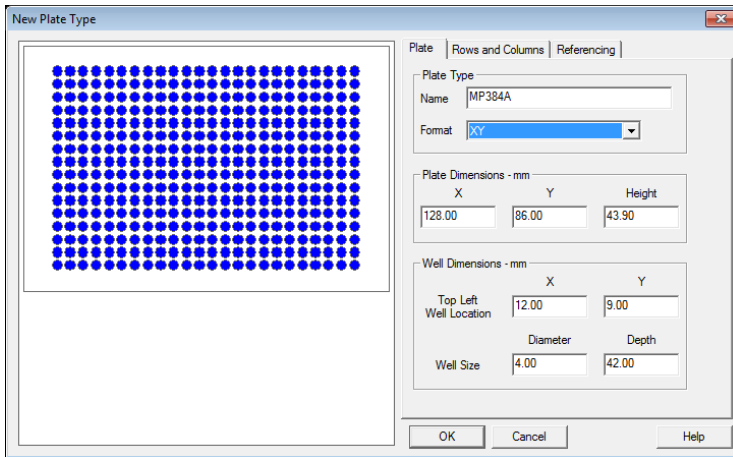 New Plate Type
Plate Rows and Columns Referencing
Plate Type
Name MP384A
Format XY
Plate Dimensions - mm
X Y Height
128.00 86.00 43.90
Well Dimensions - mm
X Y
Top Left
Well Location 12.00 9.00
Diameter Depth
Well Size 4.00 42.00
OK Cancel Help